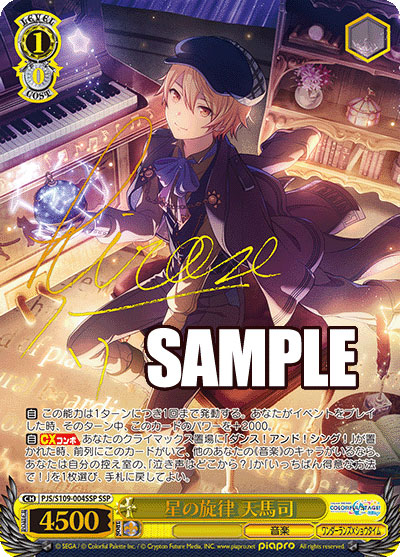 LEVEL
1
0
COST
SAMPLE
自 この能力は1ターンにつき1回まで発動する。あなたがイベントをプレイ
した時、そのターン中、このカードのパワーを+2000。
自 CXコンボ あなたのクライマックス置場に「ダンス!アンド!シング!」が置
かれた時、前列にこのカードがいて、他のあなたの《音楽》のキャラがいるなら、
あなたは自分の控え室の、「泣き声はどこから?」か「いっちばん得意な方法
で!」を1枚選び、手札に戻してよい。
CH PJS/S109-004SSP SSP
4500
星の旋律 天馬司
音楽
ワンダーランズ×ショウタイム
COLORFUL STAGE!
© SEGA / © Colorful Palette Inc. / © Crypton Future Media, INC. www.piapro.net piapro All rights reserved.